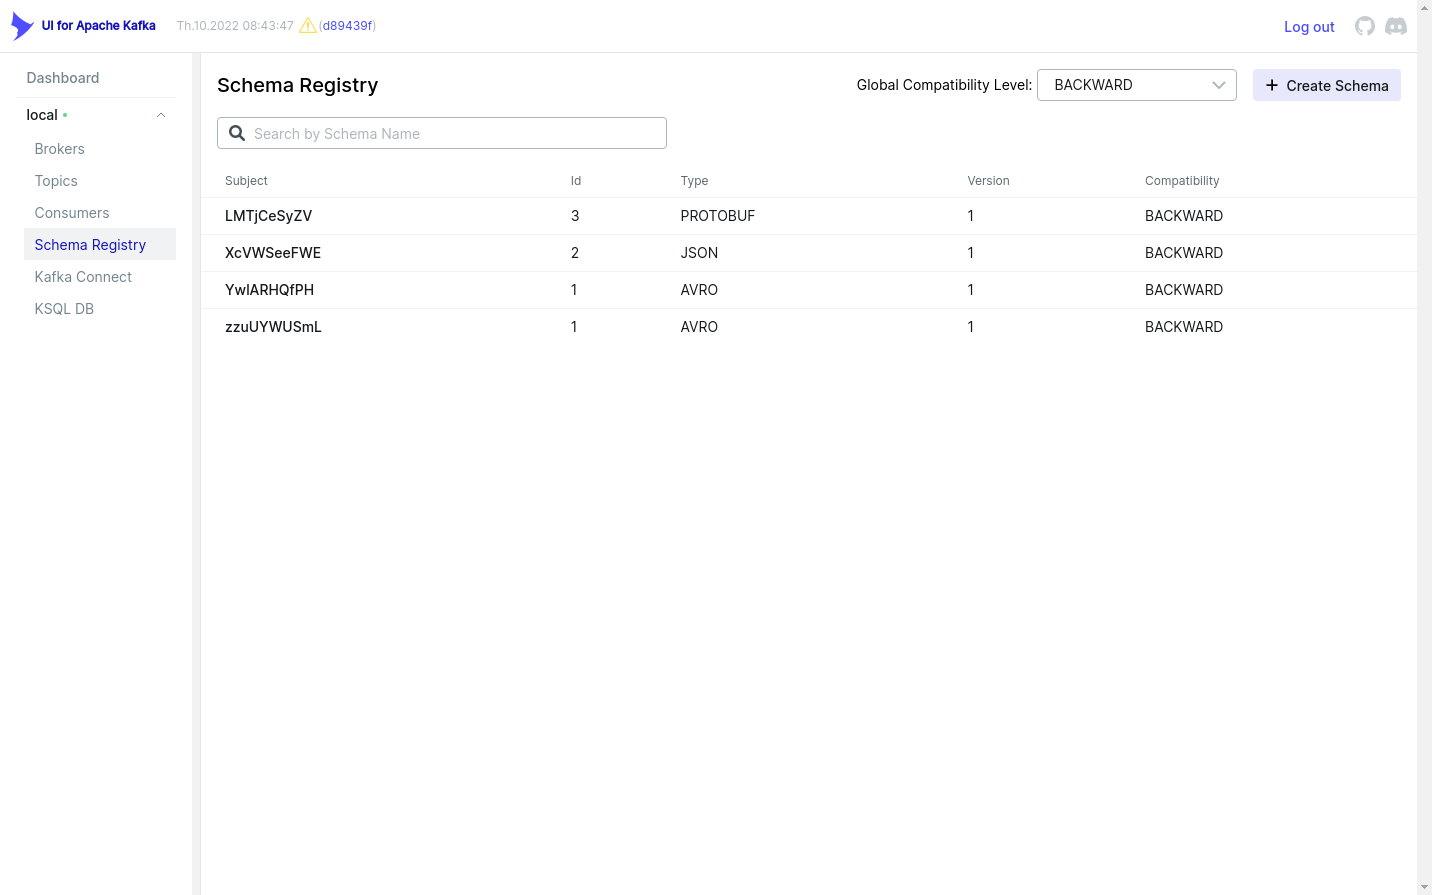 UI for Apache Kafka Th.10.2022 08:43:47 (d89439f) Log out
Dashboard
local
Brokers
Topics
Consumers
Schema Registry
Kafka Connect
KSQL DB
Schema Registry Global Compatibility Level: BACKWARD Create Schema
Search by Schema Name
Subject Id Type Version Compatibility
LMTjCeSyZV 3 PROTOBUF 1 BACKWARD
XcVWSeeFWE 2 JSON 1 BACKWARD
YwIARHQfPH 1 AVRO 1 BACKWARD
zzuUYWUSmL 1 AVRO 1 BACKWARD